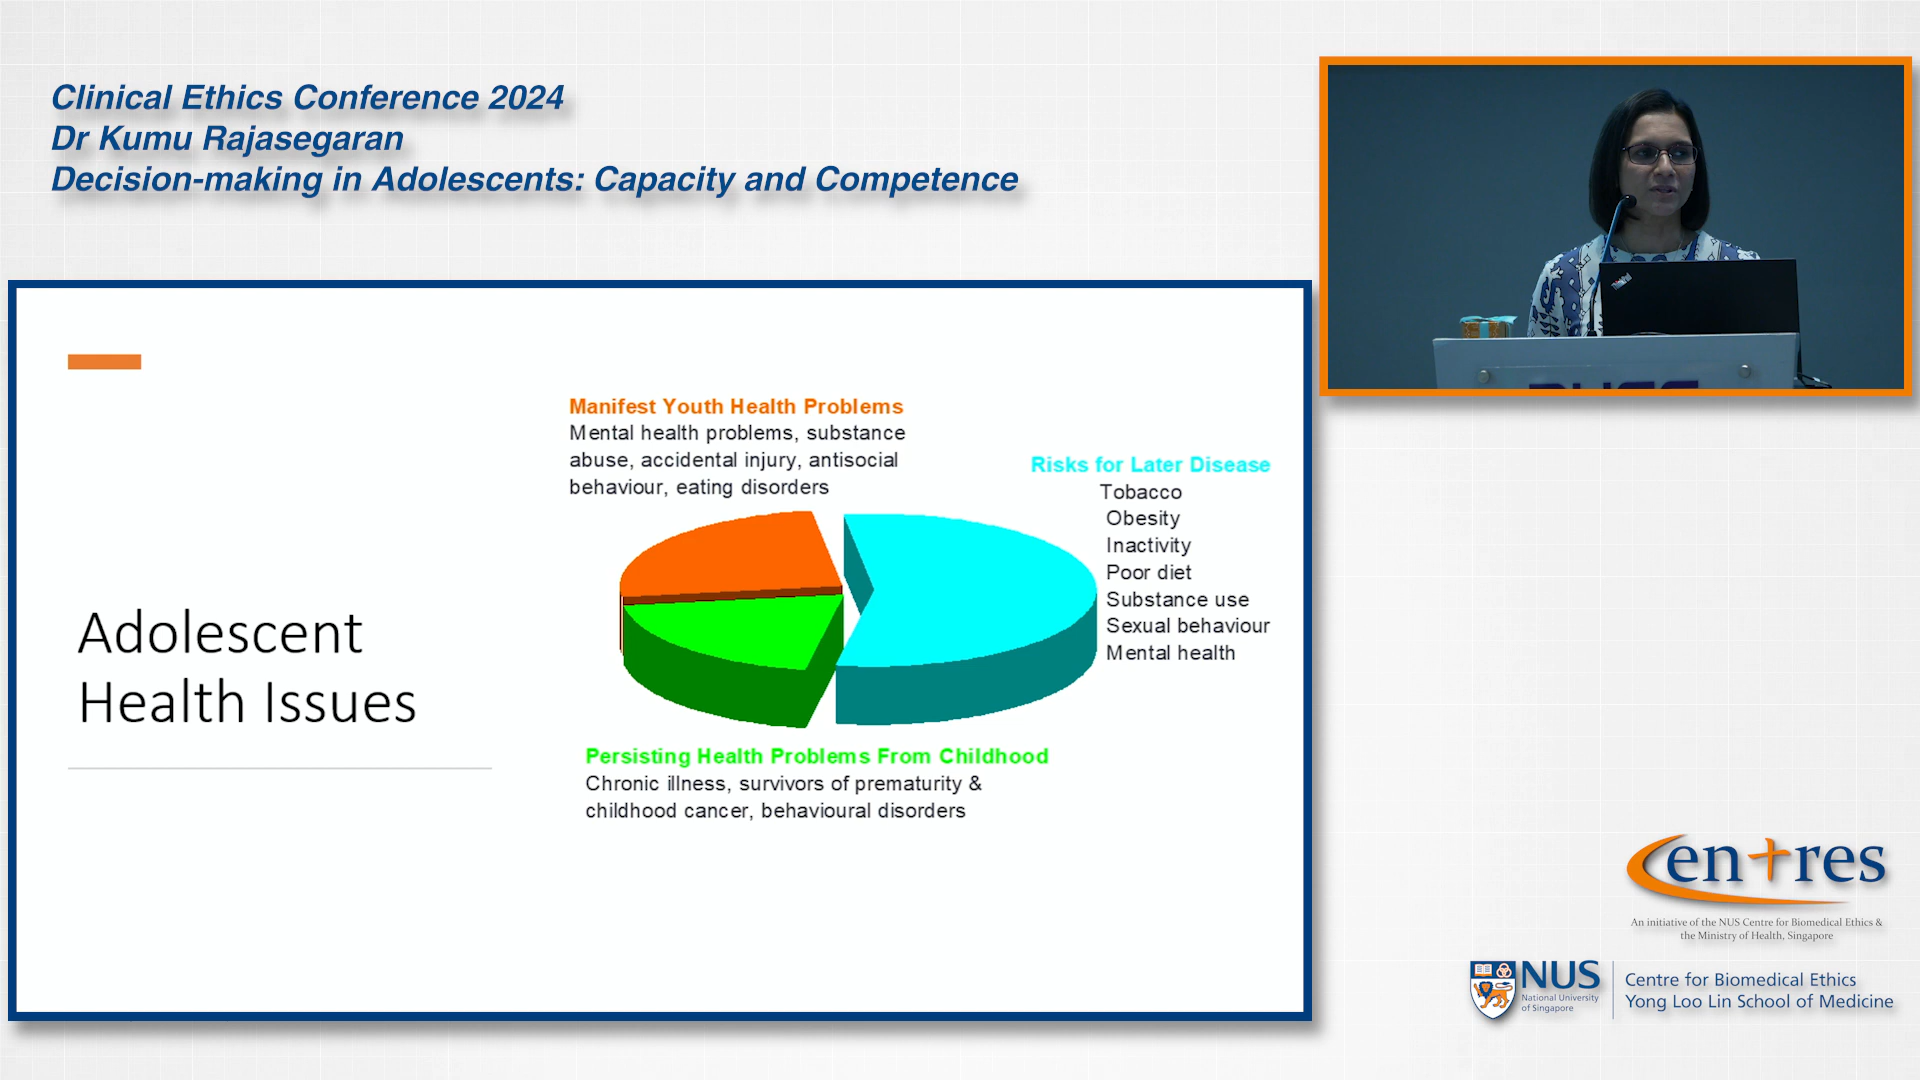 Clinical Ethics Conference 2024
Dr Kumu Rajasegaran
Decision-making in Adolescents: Capacity and Competence
Adolescent
Health Issues
Manifest Youth Health Problems
Mental health problems, substance
abuse, accidental injury, antisocial
behaviour, eating disorders
Risks for Later Disease
Tobacco
Obesity
Inactivity
Poor diet
Substance use
Sexual behaviour
Mental health
Persisting Health Problems From Childhood
Chronic illness, survivors of prematurity &
childhood cancer, behavioural disorders
Centres
An initiative of the NUS Centre for Biomedical Ethics &
the Ministry of Health, Singapore
NUS
National University
of Singapore
Centre for Biomedical Ethics
Yong Loo Lin School of Medicine